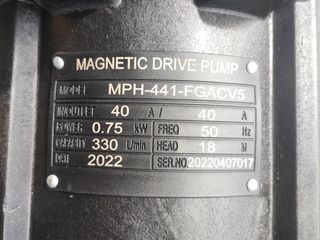 MAGNETIC DRIVE PUMP
MODEL MPH-441-FGACV5
IN/OUTLET 40 A / 40 A
POWER 0.75 kW FREQ 50 Hz
CAPARITY 330 L/min HEAD 18 M
DATE 2022 SER.NO. 20220407017